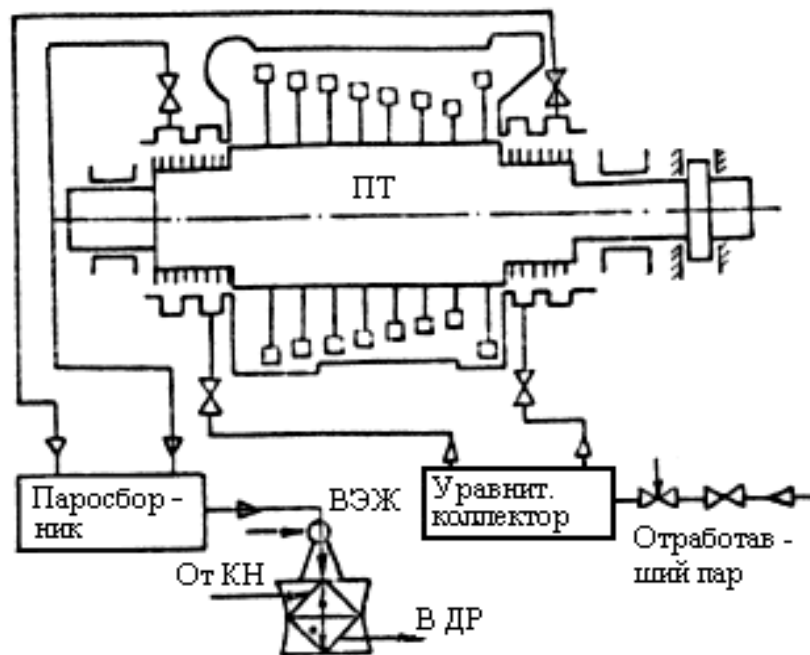 ПТ
Паросбор -
ник
ВЭЖ
Уравнит.
коллектор
Отработав -
ший пар
От КН
В ДР